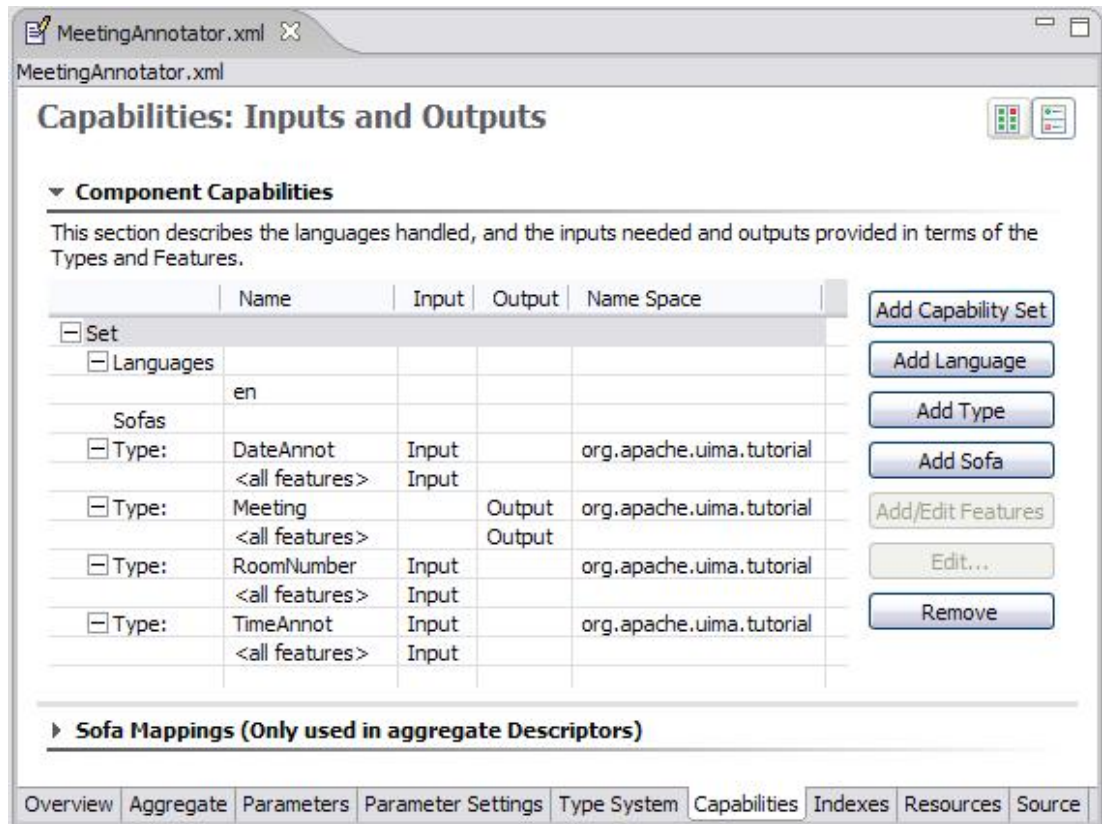 MeetingAnnotator.xml
MeetingAnnotator.xml
Capabilities: Inputs and Outputs
Component Capabilities
This section describes the languages handled, and the inputs needed and outputs provided in terms of the
Types and Features.
Name Input Output Name Space
Set
Languages
en
Sofas
Type: DateAnnot Input org.apache.uima.tutorial
<all features> Input
Type: Meeting Output org.apache.uima.tutorial
<all features> Output
Type: RoomNumber Input org.apache.uima.tutorial
<all features> Input
Type: TimeAnnot Input org.apache.uima.tutorial
<all features> Input
Add Capability Set
Add Language
Add Type
Add Sofa
Add/Edit Features
Edit...
Remove
Sofa Mappings (Only used in aggregate Descriptors)
Overview Aggregate Parameters Parameter Settings Type System Capabilities Indexes Resources Source